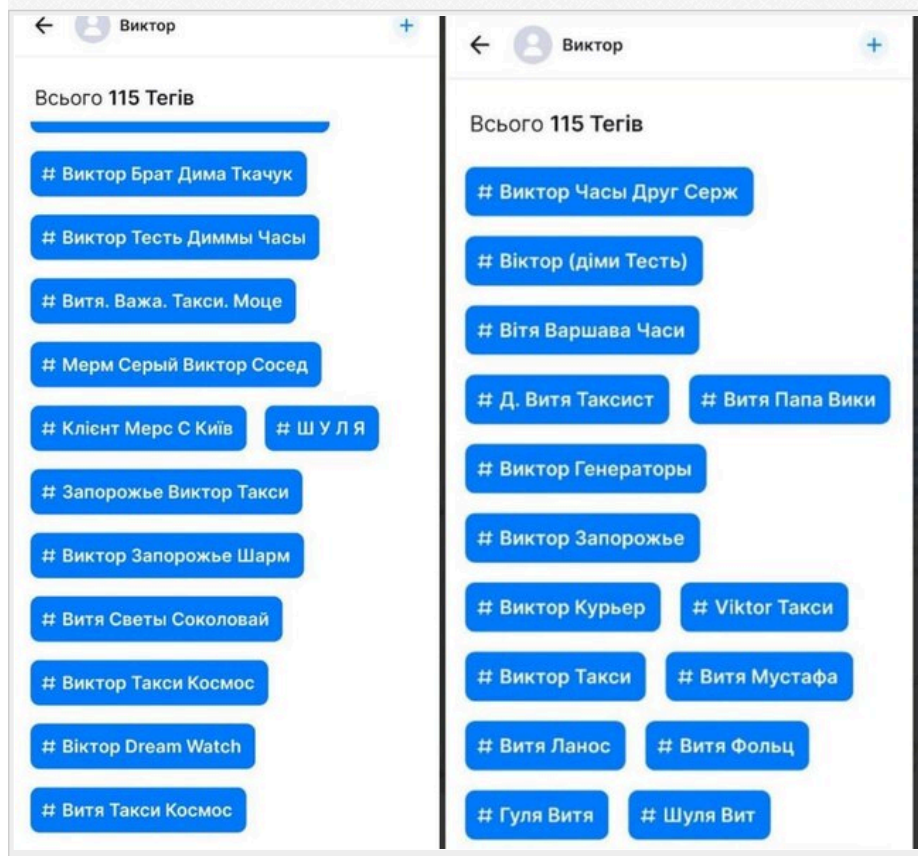 Виктор
+
Всього 115 Тегів
# Виктор Брат Дима Ткачук
# Виктор Тесть Диммы Часы
# Витя. Важа. Такси. Моце
# Мерм Серый Виктор Сосед
# Клієнт Мерс С Київ # Ш У Л Я
# Запорожье Виктор Такси
# Виктор Запорожье Шарм
# Витя Светы Соколовай
# Виктор Такси Космос
# Віктор Dream Watch
# Витя Такси Космос
Виктор
+
Всього 115 Тегів
# Виктор Часы Друг Серж
# Віктор (діми Тесть)
# Вітя Варшава Часи
# Д. Витя Таксист # Витя Папа Вики
# Виктор Генераторы
# Виктор Запорожье
# Виктор Курьер # Viktor Такси
# Виктор Такси # Витя Мустафа
# Витя Ланос # Витя Фольц
# Гуля Витя # Шуля Вит